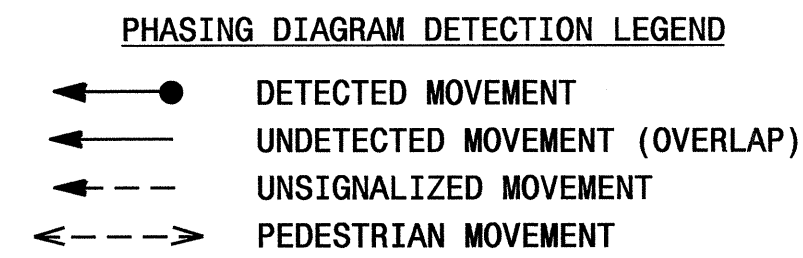 PHASING DIAGRAM DETECTION LEGEND
DETECTED MOVEMENT
UNDETECTED MOVEMENT (OVERLAP)
UNSIGNALIZED MOVEMENT
PEDESTRIAN MOVEMENT